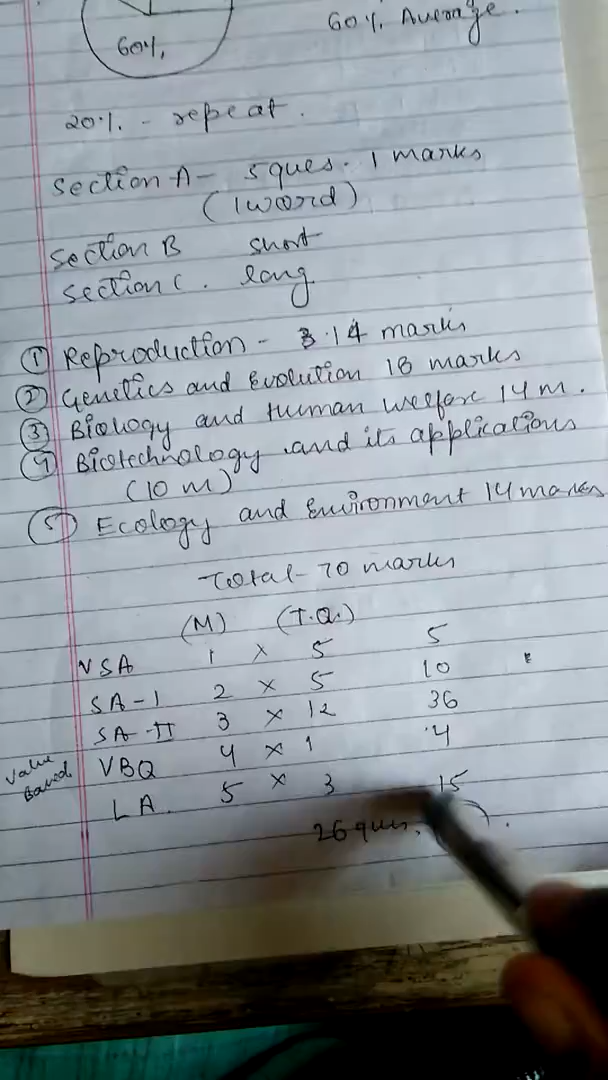 60%
60% Average.
20% - repeat.
Section A - 5 ques. 1 marks
(1 word)
Section B short
Section C. long
① Reproduction - 14 marks
② Genetics and Evolution 18 marks
③ Biology and Human welfare 14 m.
④ Biotechnology and its applications
(10 m)
⑤ Ecology and Environment 14 marks
Total - 70 marks
(M) (T.Q.)
VSA 1 × 5 5
SA-I 2 × 5 10
SA-II 3 × 12 36
Value Based VBQ 4 × 1 4
LA. 5 × 3 15
26 ques.